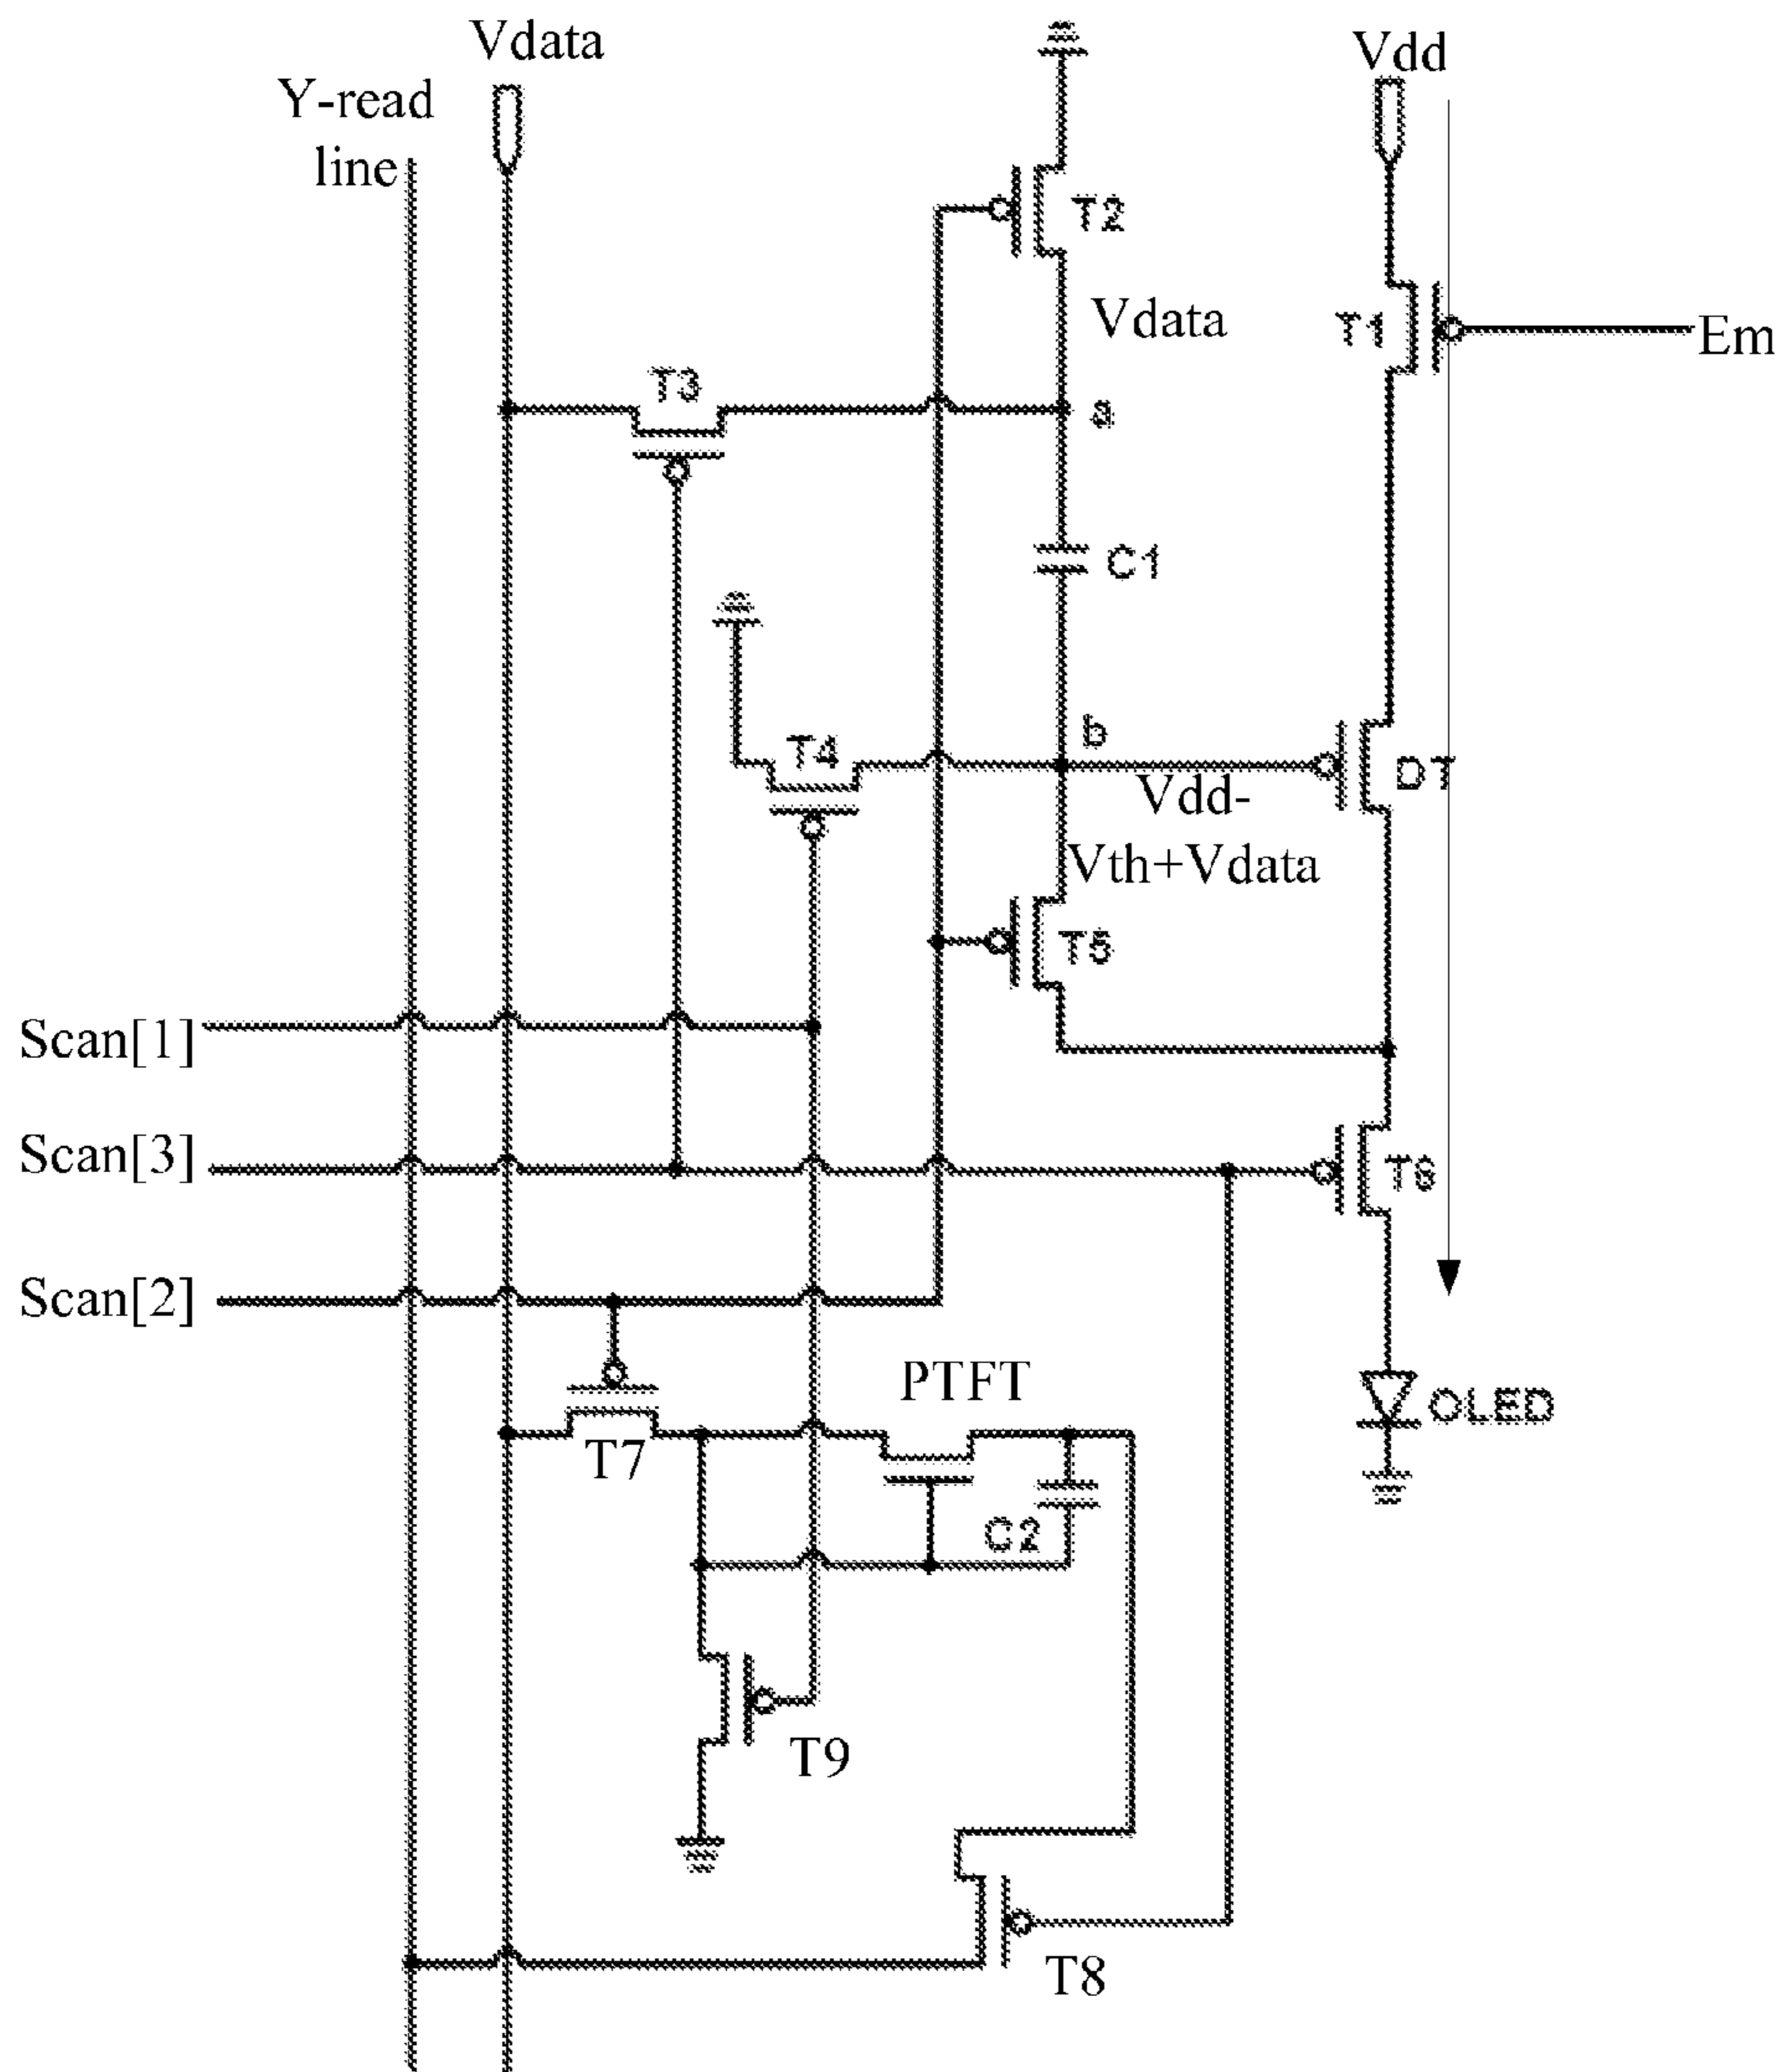 Vdata
Vdd
Y-read
line
T2
Vdata
T1
Em
T3
a
C1
b
T4
DT
Vdd-
Vth+Vdata
T5
Scan[1]
Scan[3]
T6
Scan[2]
PTFT
OLED
T7
C2
T9
T8